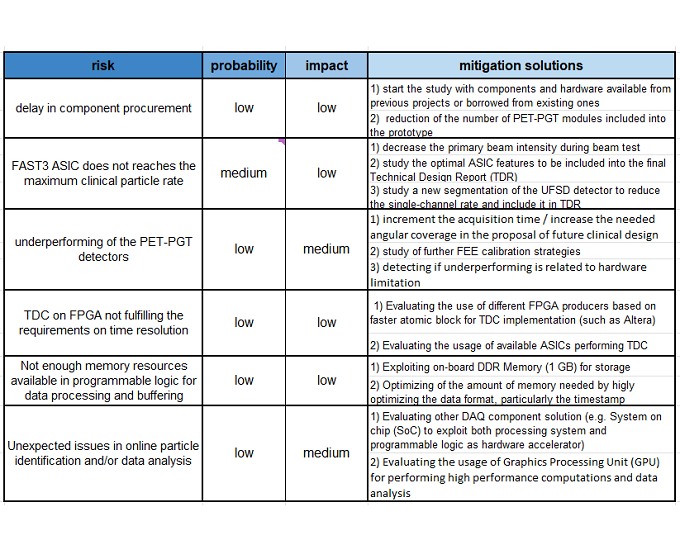 risk probability impact mitigation solutions
delay in component procurement
low
low
1) start the study with components and hardware available from
previous projects or borrowed from existing ones
2) reduction of the number of PET-PGT modules included into
the prototype
FAST3 ASIC does not reaches the
maximum clinical particle rate
medium
low
1) decrease the primary beam intensity during beam test
2) study the optimal ASIC features to be included into the final
Technical Design Report (TDR)
3) study a new segmentation of the UFSD detector to reduce
the single-channel rate and include it in TDR
underperforming of the PET-PGT
detectors
low
medium
1) increment the acquisition time / increase the needed
angular coverage in the proposal of future clinical design
2) study of further FEE calibration strategies
3) detecting if underperforming is related to hardware
limitation
TDC on FPGA not fulfilling the
requirements on time resolution
low
low
1) Evaluating the use of different FPGA producers based on
faster atomic block for TDC implementation (such as Altera)
2) Evaluating the usage of available ASICs performing TDC
Not enough memory resources
available in programmable logic for
data processing and buffering
low
low
1) Exploiting on-board DDR Memory (1 GB) for storage
2) Optimizing of the amount of memory needed by higly
optimizing the data format, particularly the timestamp
Unexpected issues in online particle
identification and/or data analysis
low
medium
1) Evaluating other DAQ component solution (e.g. System on
chip (SoC) to exploit both processing system and
programmable logic as hardware accelerator)
2) Evaluating the usage of Graphics Processing Unit (GPU)
for performing high performance computations and data
analysis